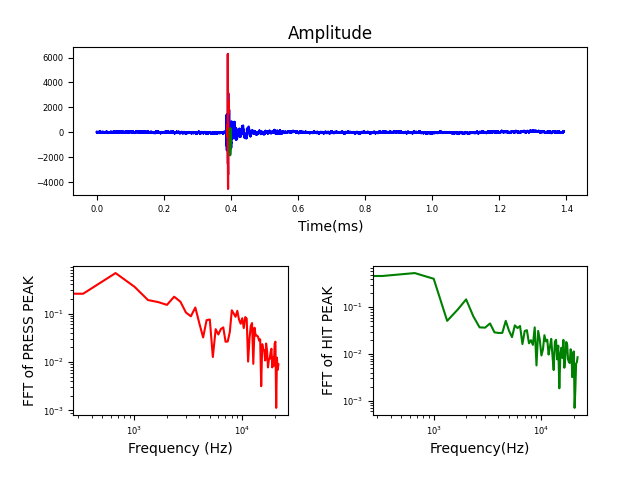 Amplitude
6000
4000
2000
0
−2000
−4000
0.0 0.2 0.4 0.6 0.8 1.0 1.2 1.4
Time(ms)
FFT of PRESS PEAK
10⁻¹
10⁻²
10⁻³
10³ 10⁴
Frequency (Hz)
FFT of HIT PEAK
10⁻¹
10⁻²
10⁻³
10³ 10⁴
Frequency(Hz)